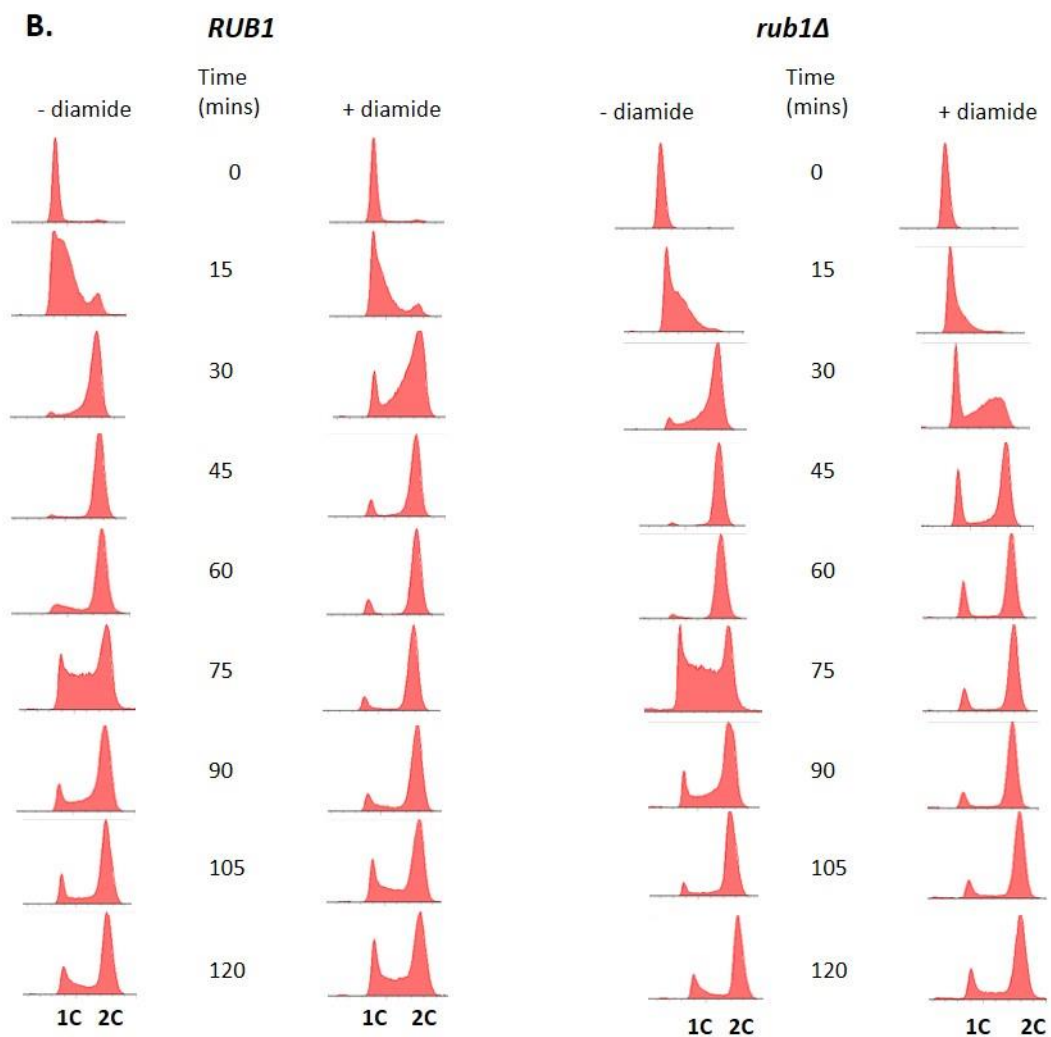 B. RUB1 rub1Δ
Time Time
(mins) (mins)
- diamide + diamide - diamide + diamide
0 0
15 15
30 30
45 45
60 60
75 75
90 90
105 105
120 120
1C 2C 1C 2C 1C 2C 1C 2C